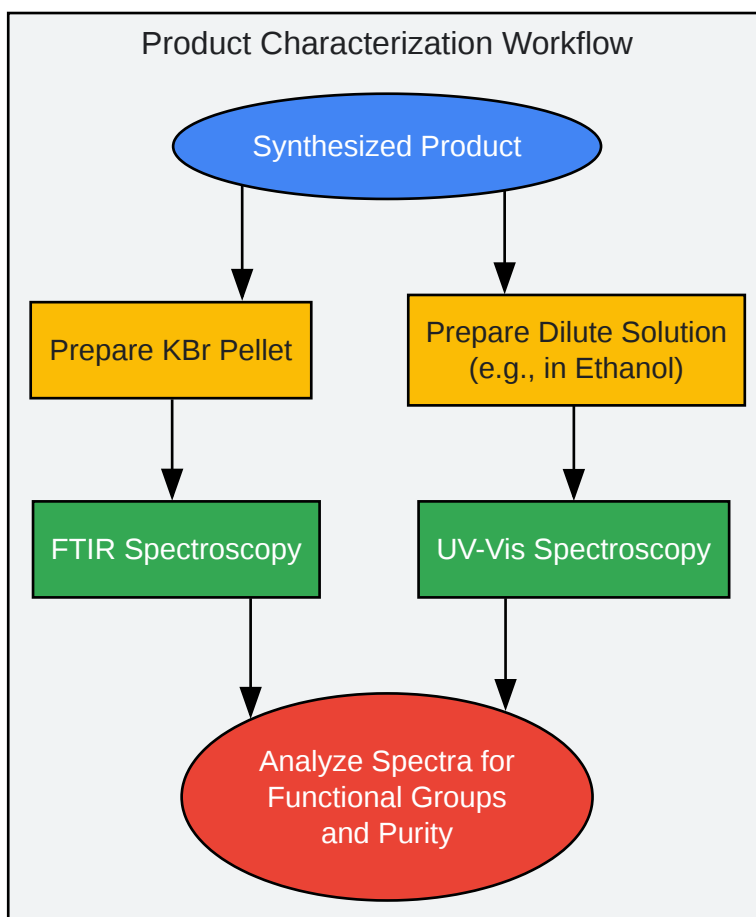 Product Characterization Workflow
Synthesized Product
Prepare KBr Pellet
Prepare Dilute Solution
(e.g., in Ethanol)
FTIR Spectroscopy
UV-Vis Spectroscopy
Analyze Spectra for
Functional Groups
and Purity